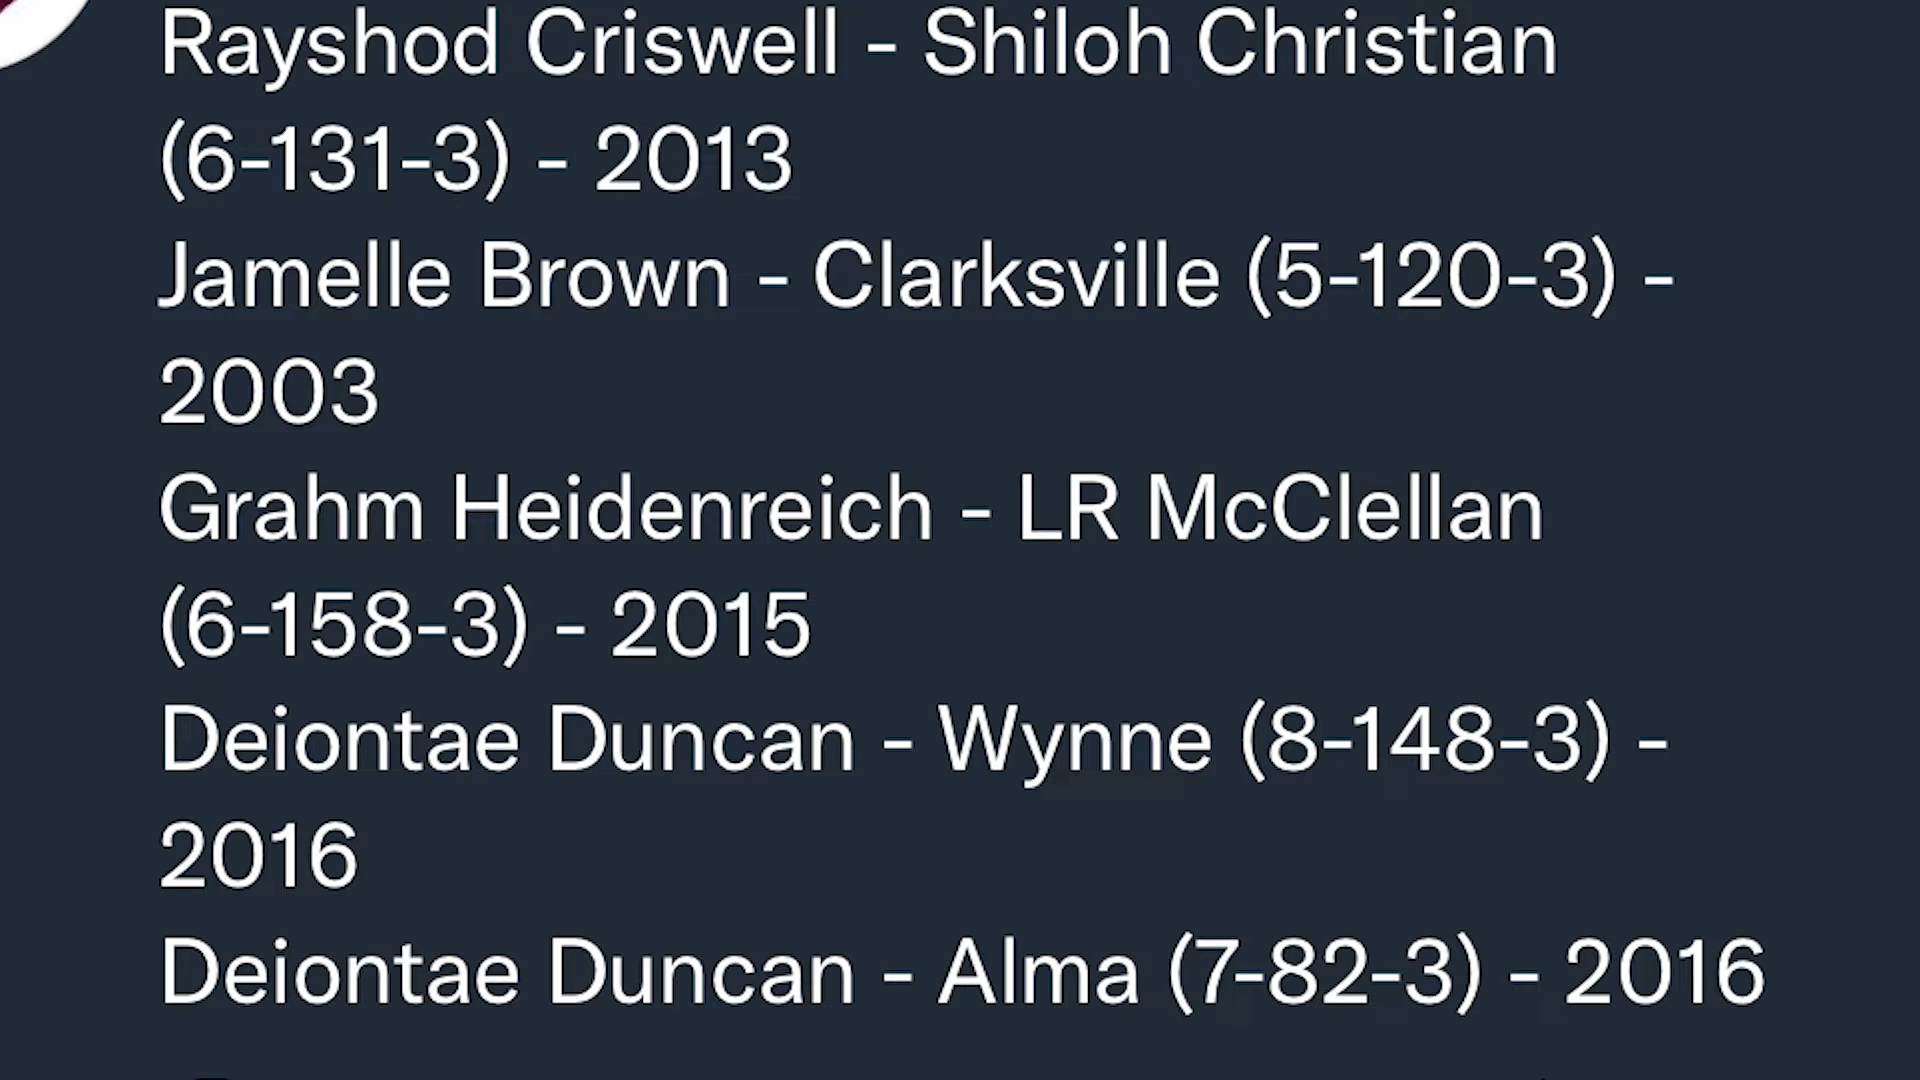 Rayshod Criswell - Shiloh Christian
(6-131-3) - 2013
Jamelle Brown - Clarksville (5-120-3) -
2003
Grahm Heidenreich - LR McClellan
(6-158-3) - 2015
Deiontae Duncan - Wynne (8-148-3) -
2016
Deiontae Duncan - Alma (7-82-3) - 2016